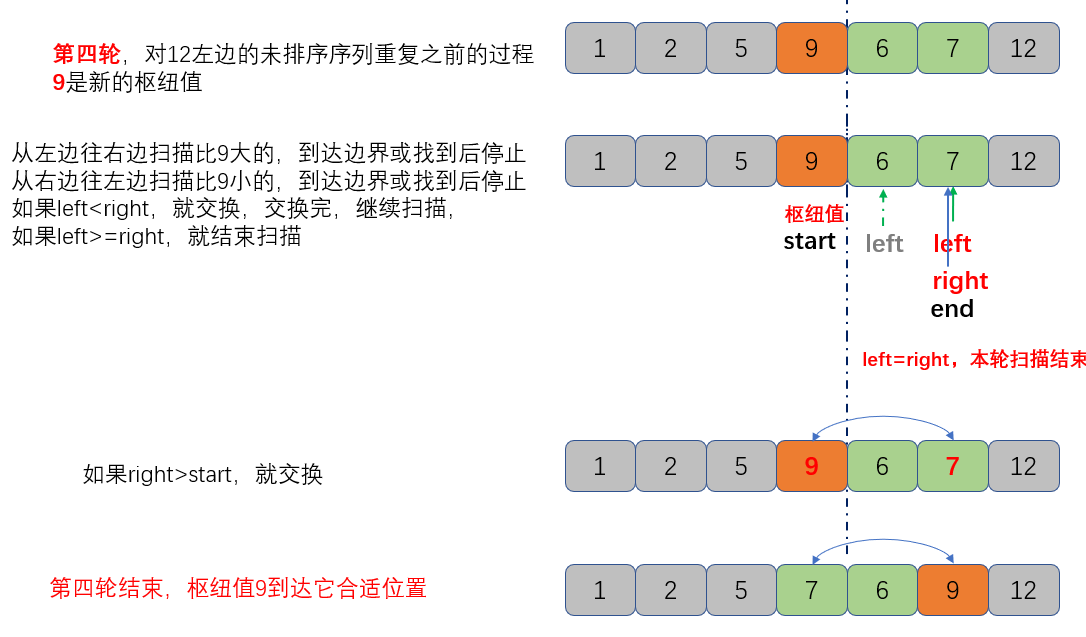 第四轮，对12左边的未排序序列重复之前的过程
9是新的枢纽值
1 2 5 9 6 7 12
从左边往右边扫描比9大的，到达边界或找到后停止
从右边往左边扫描比9小的，到达边界或找到后停止
如果left<right，就交换，交换完，继续扫描，
如果left>=right，就结束扫描
1 2 5 9 6 7 12
枢纽值
start left left
right
end
left=right，本轮扫描结束
如果right>start，就交换
1 2 5 9 6 7 12
第四轮结束，枢纽值9到达它合适位置
1 2 5 7 6 9 12